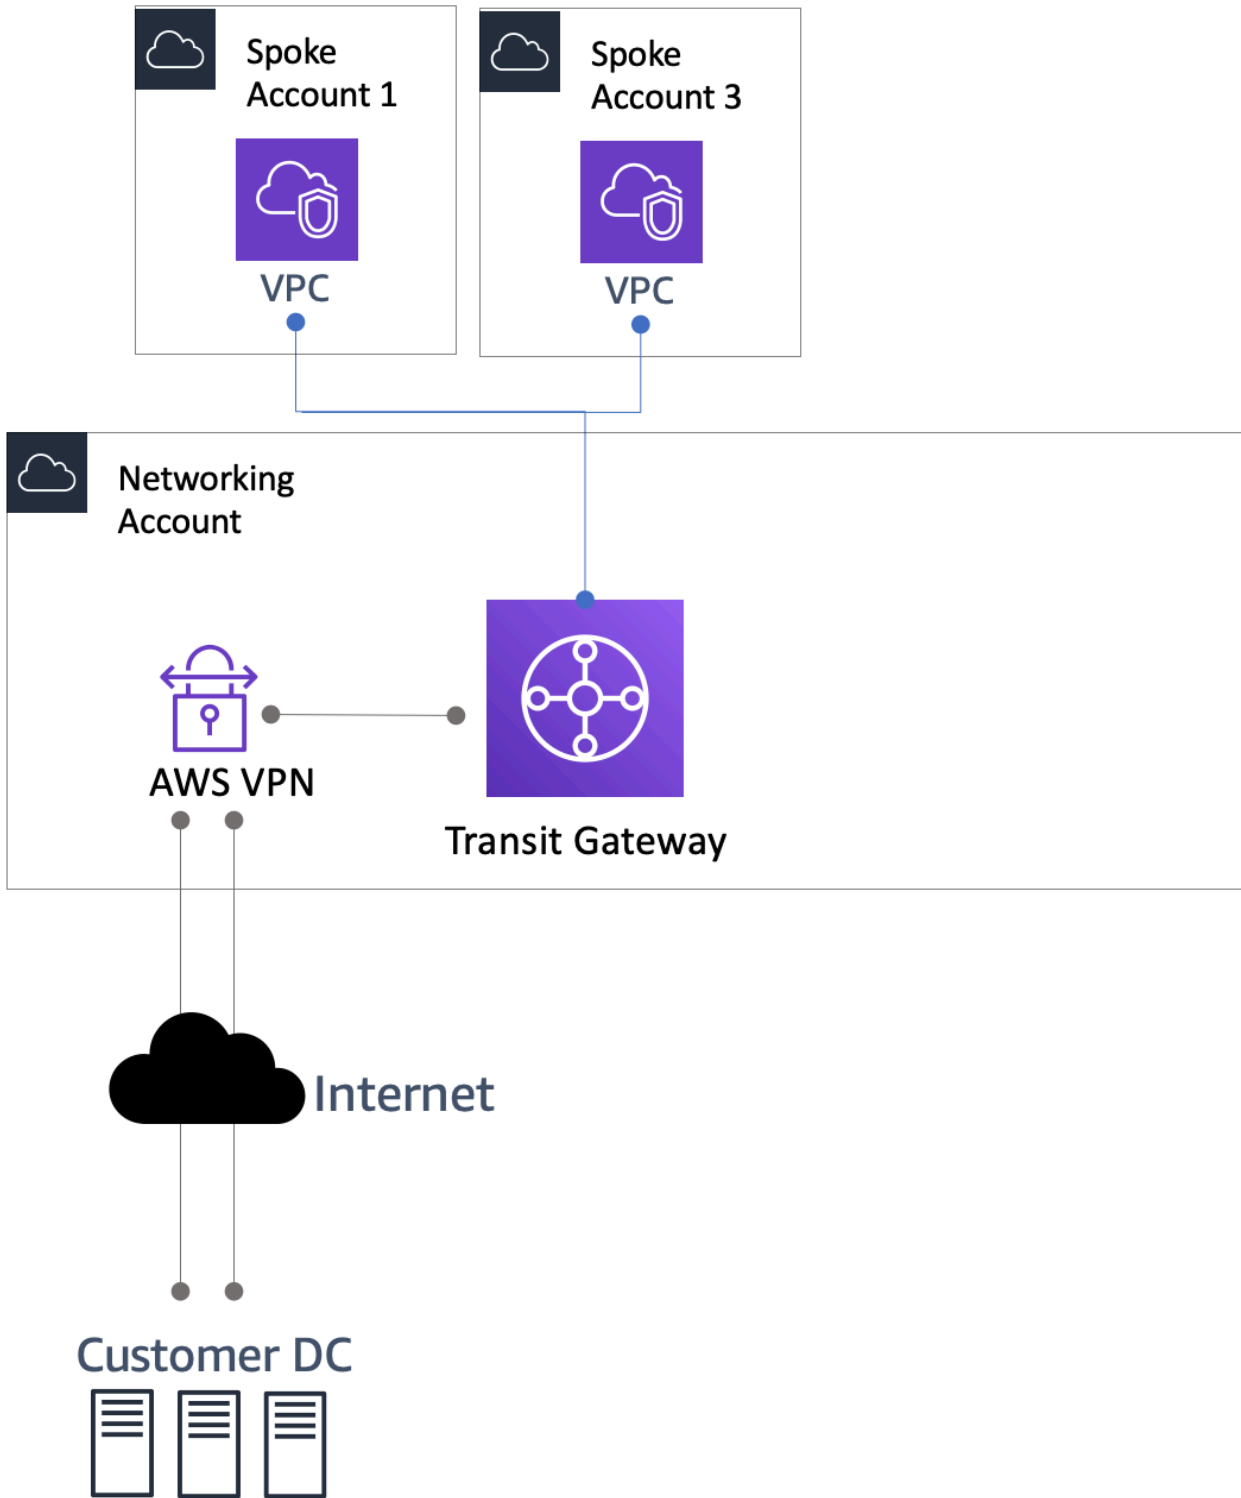 Spoke
Account 1
VPC
Spoke
Account 3
VPC
Networking
Account
AWS VPN
Transit Gateway
Internet
Customer DC